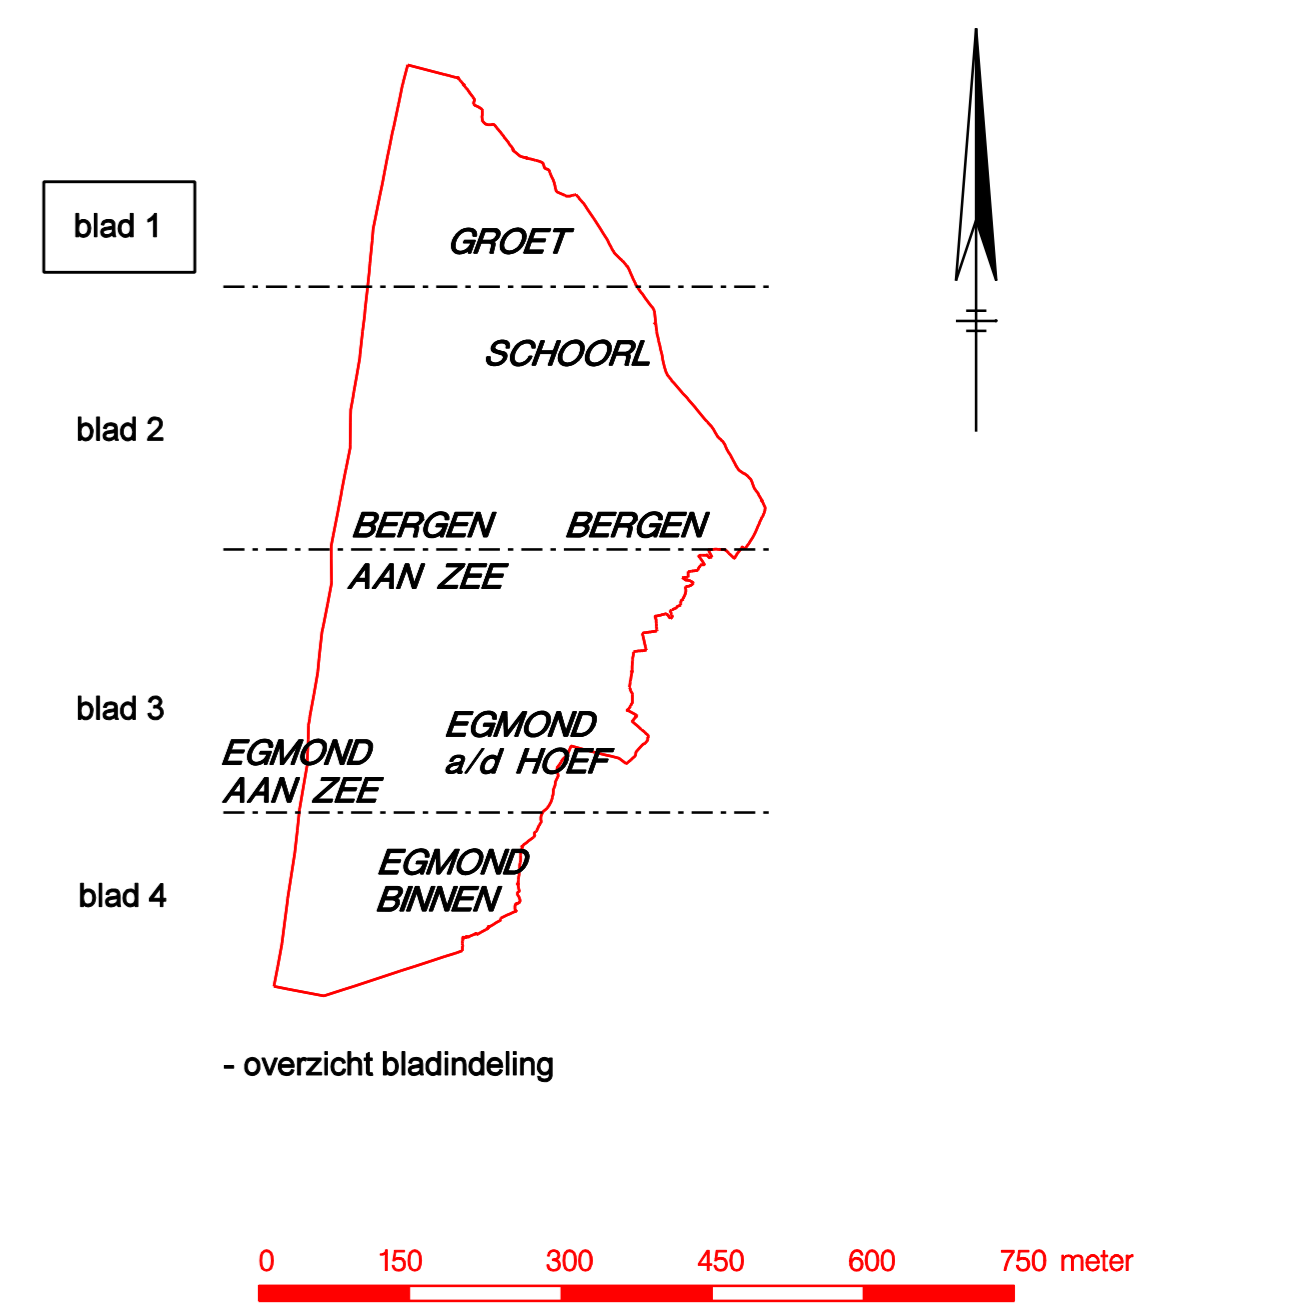 blad 1
GROET
SCHOORL
blad 2
BERGEN BERGEN
AAN ZEE
blad 3
EGMOND
a/d HOEF
EGMOND
AAN ZEE
EGMOND
BINNEN
blad 4
- overzicht bladindeling
0 150 300 450 600 750 meter